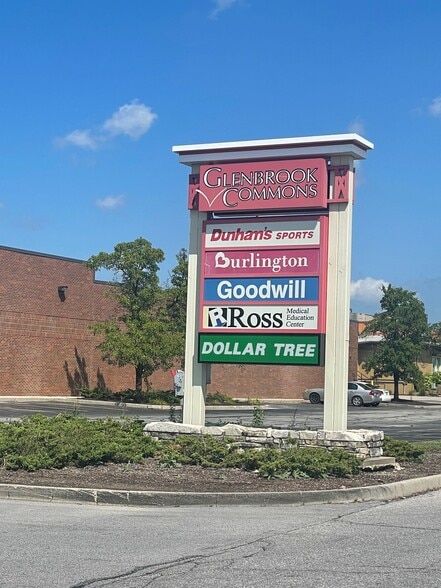 GLENBROOK
COMMONS
Dunham's SPORTS
Burlington
Goodwill
R ROSS Medical
Education
Center
DOLLAR TREE